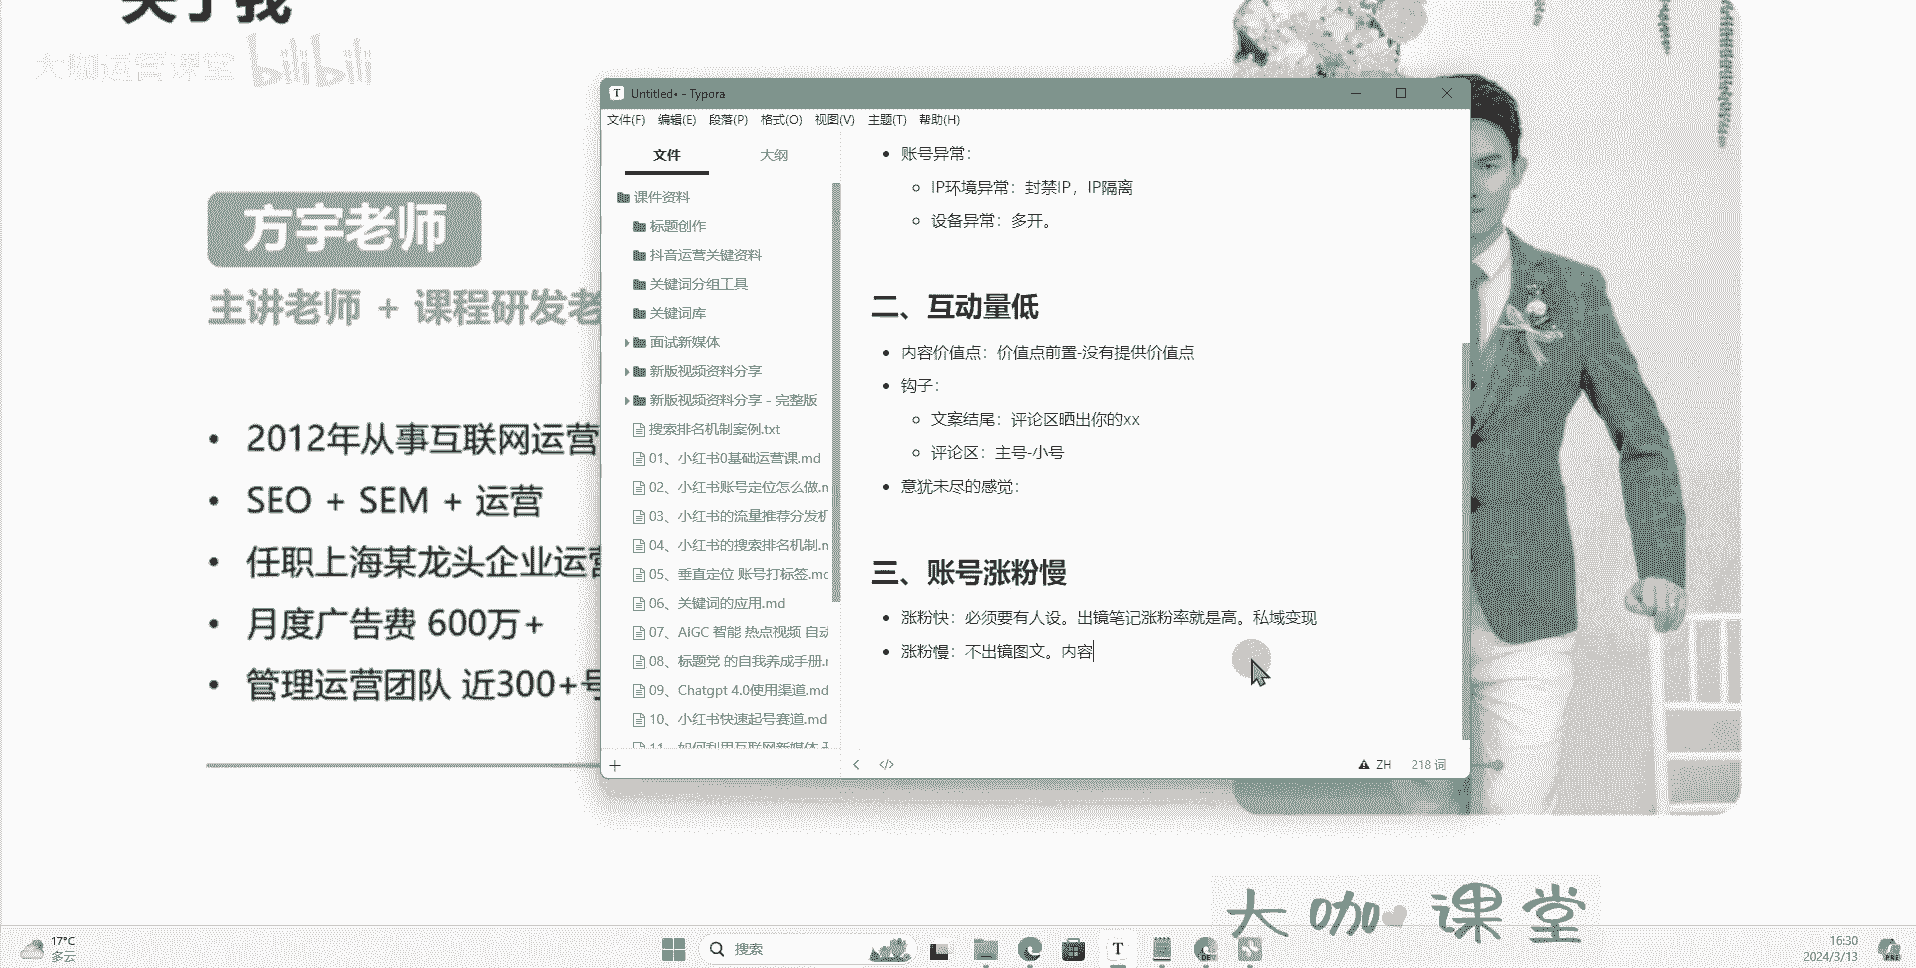 关于我
大咖运营课堂 bilibili
方宇老师
主讲老师 + 课程研发老
• 2012年从事互联网运营
• SEO + SEM + 运营
• 任职上海某龙头企业运营
• 月度广告费 600万+
• 管理运营团队 近300+号
Untitled• - Typora
文件(F) 编辑(E) 段落(P) 格式(O) 视图(V) 主题(T) 帮助(H)
文件 大纲
课件资料
标题创作
抖音运营关键资料
关键词分组工具
关键词库
面试新媒体
新版视频资料分享
新版视频资料分享 - 完整版
搜索排名机制案例.txt
01、小红书0基础运营课.md
02、小红书账号定位怎么做.m
03、小红书的流量推荐分发机
04、小红书的搜索排名机制.m
05、垂直定位 账号打标签.md
06、关键词的应用.md
07、AIGC 智能 热点视频 自动
08、标题党 的自我养成手册.m
09、Chatgpt 4.0使用渠道.md
10、小红书快速起号赛道.md
11、如何利用互联网新媒体
• 账号异常：
IP环境异常：封禁IP，IP隔离
设备异常：多开。
二、互动量低
• 内容价值点：价值点前置-没有提供价值点
• 钩子：
文案结尾：评论区晒出你的xx
评论区：主号-小号
• 意犹未尽的感觉：
三、账号涨粉慢
• 涨粉快：必须要有人设。出镜笔记涨粉率就是高。私域变现
• 涨粉慢：不出镜图文。内容
ZH 218 词
大咖课堂
17°C
多云
搜索
16:30
2024/3/13